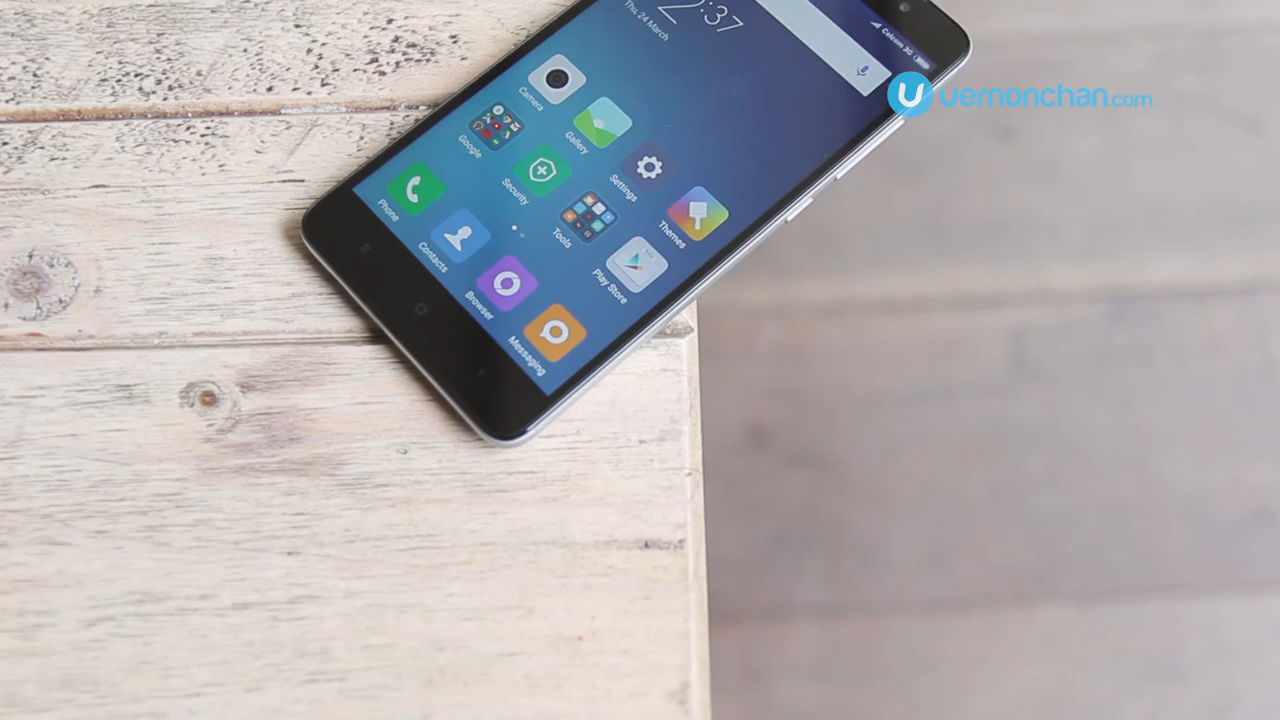 2:37
Thu, 24 March
Celcom 3G
vernonchan.com
Camera
Gallery
Google
Settings
Security
Themes
Phone
Tools
Contacts
Play Store
Browser
Messaging